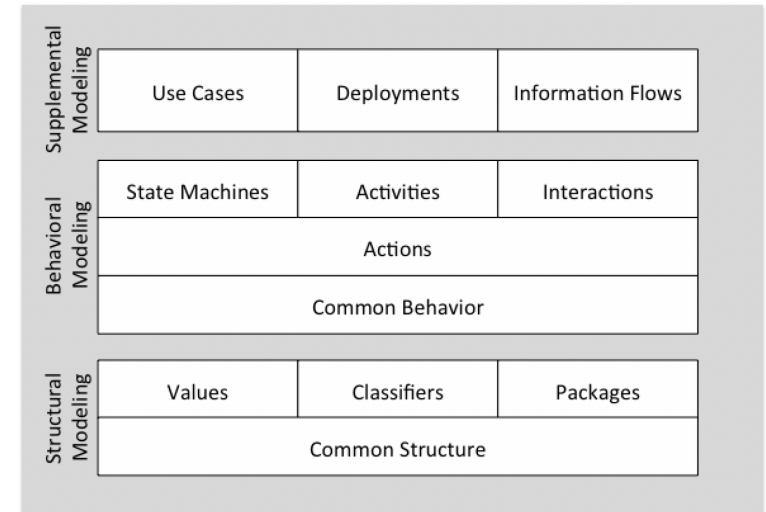 Supplemental
Modeling
Use Cases
Deployments
Information Flows
Behavioral
Modeling
State Machines
Activities
Interactions
Actions
Common Behavior
Structural
Modeling
Values
Classifiers
Packages
Common Structure